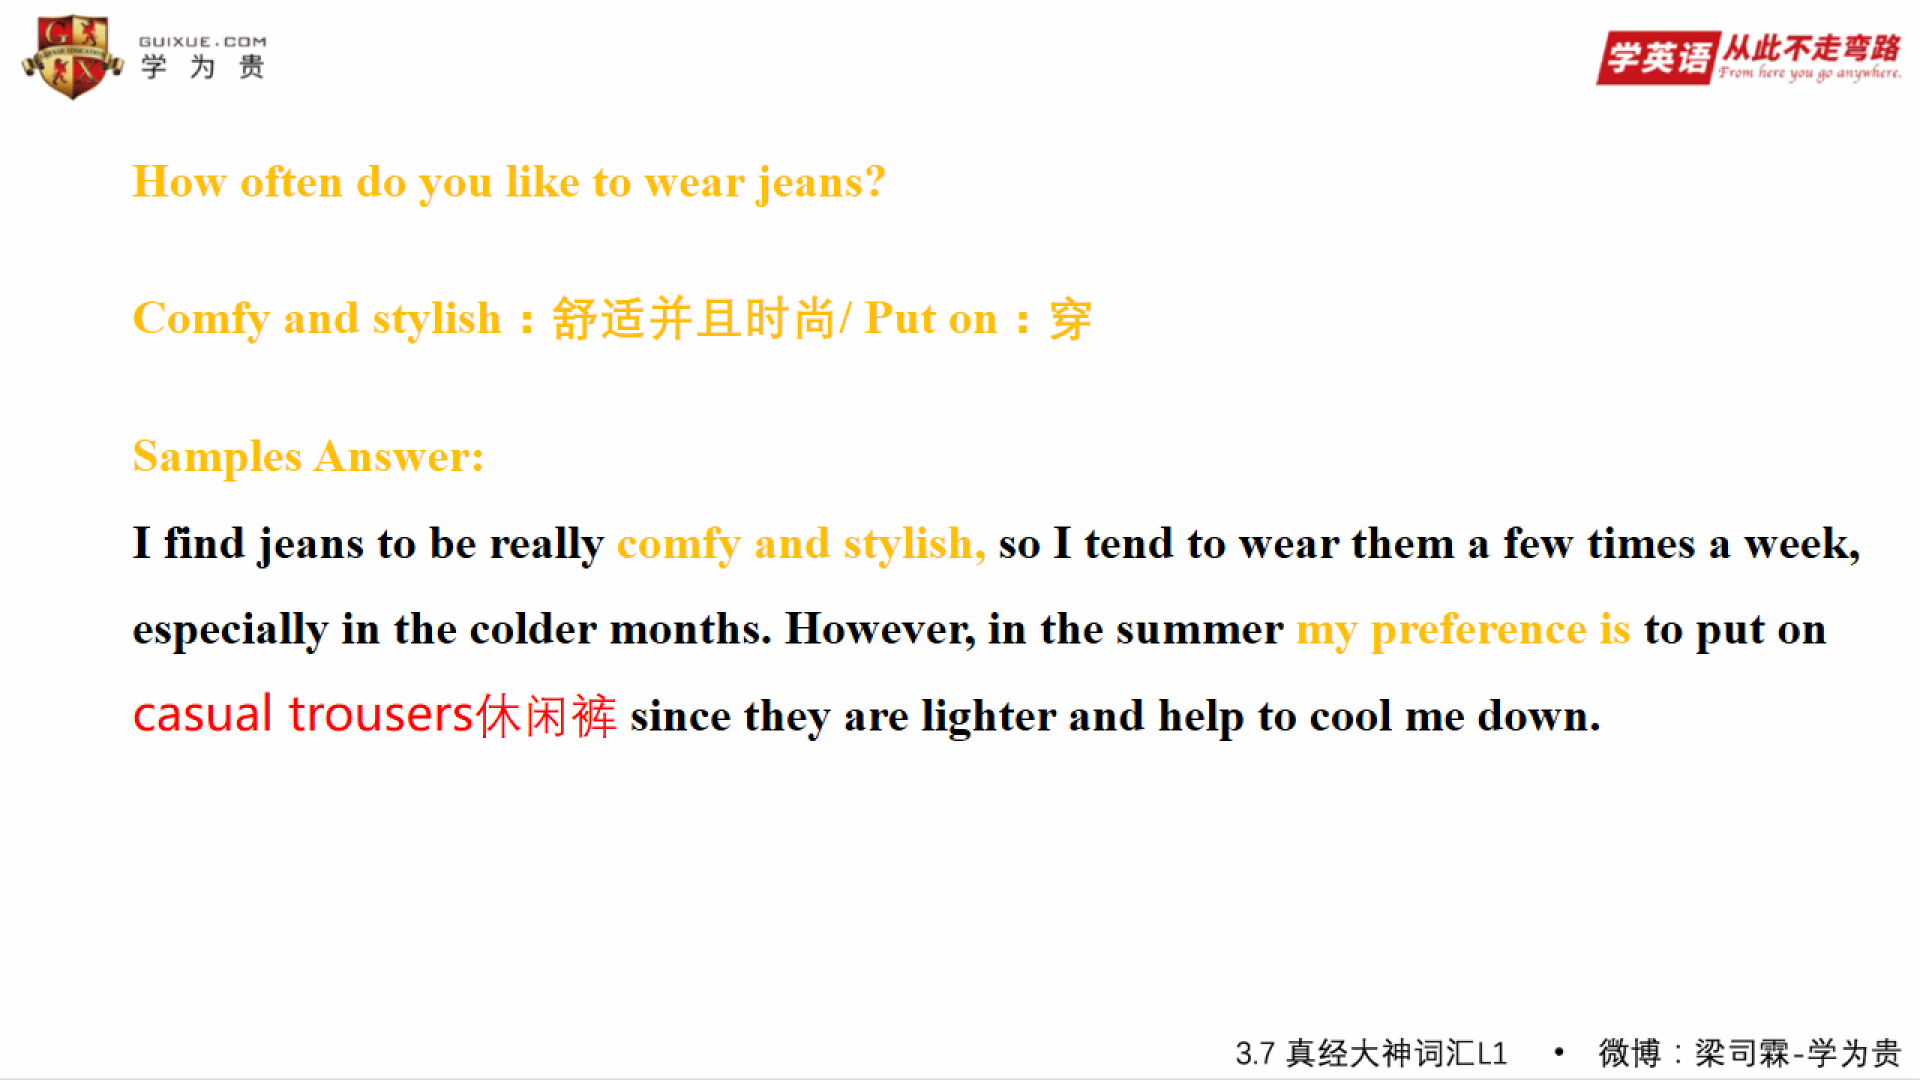 GUIXUE.COM
学为贵
学英语 从此不走弯路
From here you go anywhere.
How often do you like to wear jeans?
Comfy and stylish：舒适并且时尚/ Put on：穿
Samples Answer:
I find jeans to be really comfy and stylish, so I tend to wear them a few times a week,
especially in the colder months. However, in the summer my preference is to put on
casual trousers休闲裤 since they are lighter and help to cool me down.
3.7 真经大神词汇L1 • 微博：梁司霖-学为贵